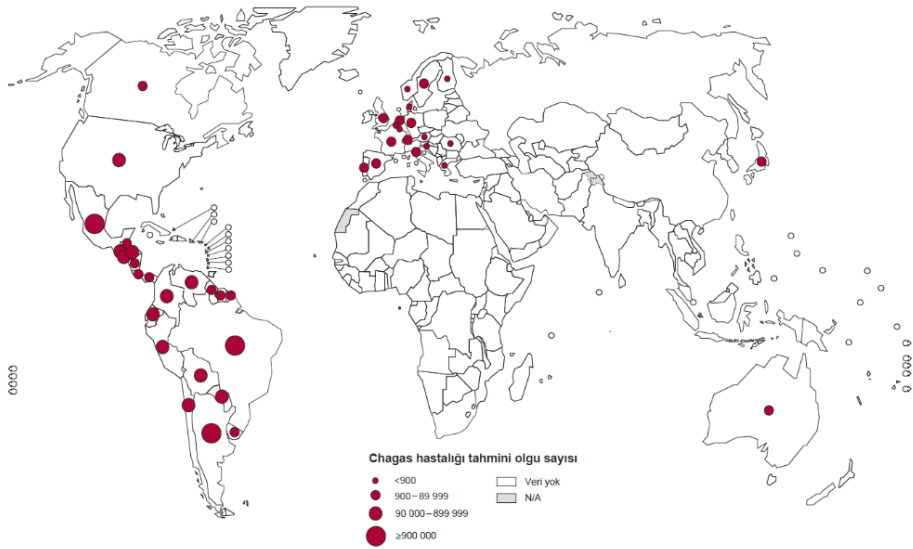 Chagas hastalığı tahmini olgu sayısı
<900
900–89 999
90 000–899 999
≥900 000
Veri yok
N/A